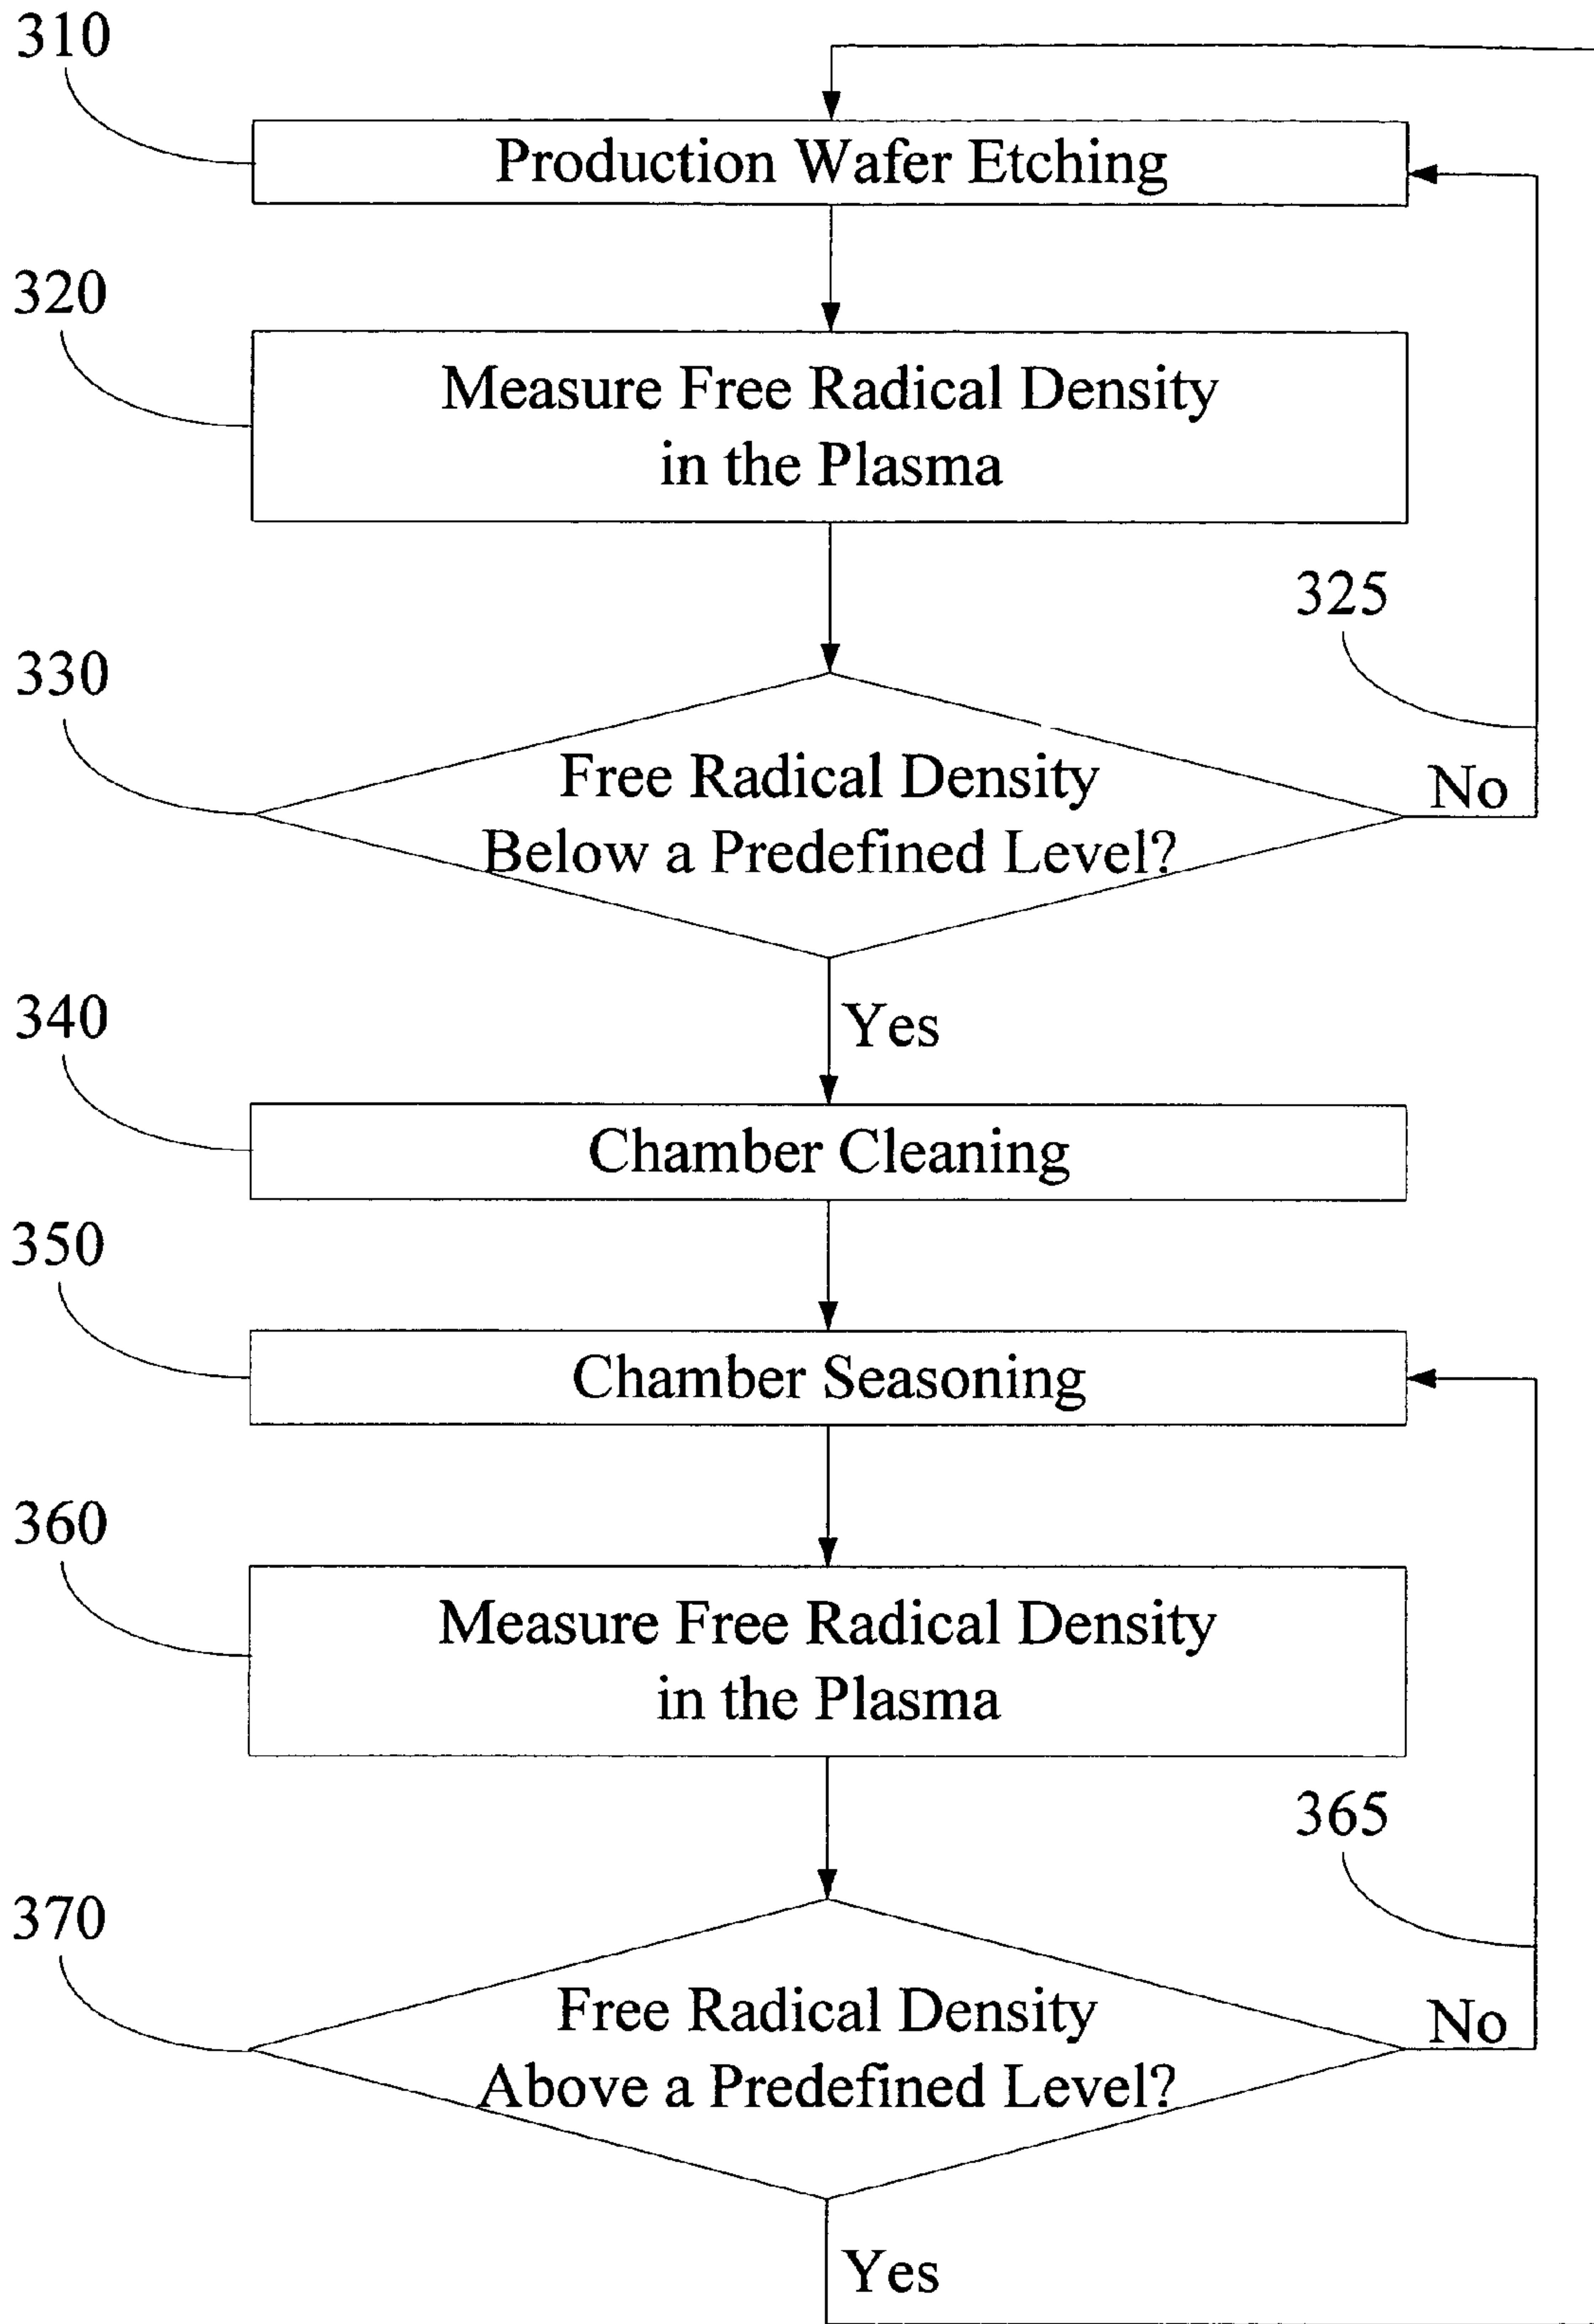 310
Production Wafer Etching
320
Measure Free Radical Density
in the Plasma
325
330
Free Radical Density
Below a Predefined Level?
No
Yes
340
Chamber Cleaning
350
Chamber Seasoning
360
Measure Free Radical Density
in the Plasma
365
370
Free Radical Density
Above a Predefined Level?
No
Yes